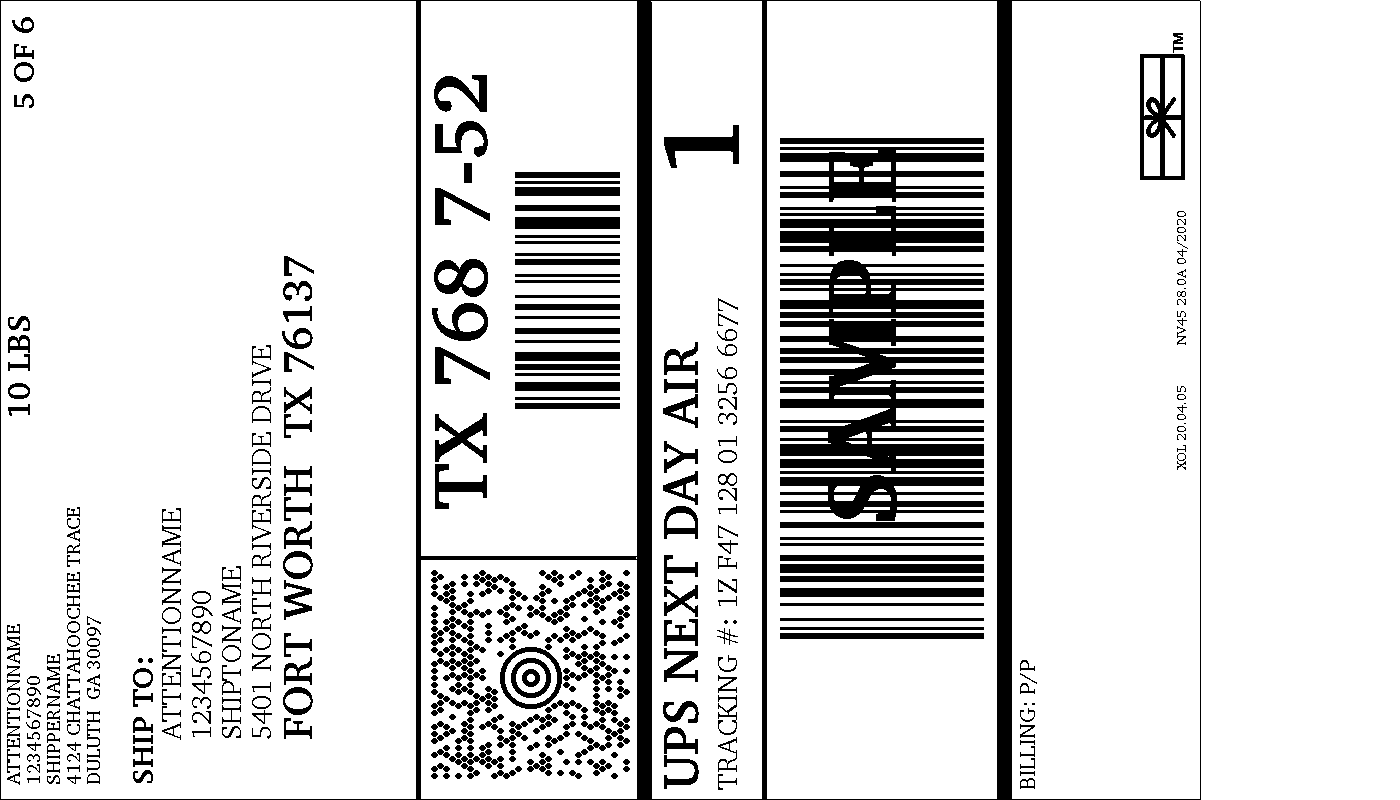 ATTENTIONNAME
1234567890
SHIPPERNAME
4124 CHATTAHOOCHEE TRACE
DULUTH GA 30097
10 LBS
5 OF 6
SHIP TO:
ATTENTIONNAME
1234567890
SHIPTONAME
5401 NORTH RIVERSIDE DRIVE
FORT WORTH TX 76137
TX 768 7-52
UPS NEXT DAY AIR
1
TRACKING #: 1Z F47 128 01 3256 6677
SAMPLE
BILLING: P/P
XOL 20.04.05
NV45 28.0A 04/2020
TM